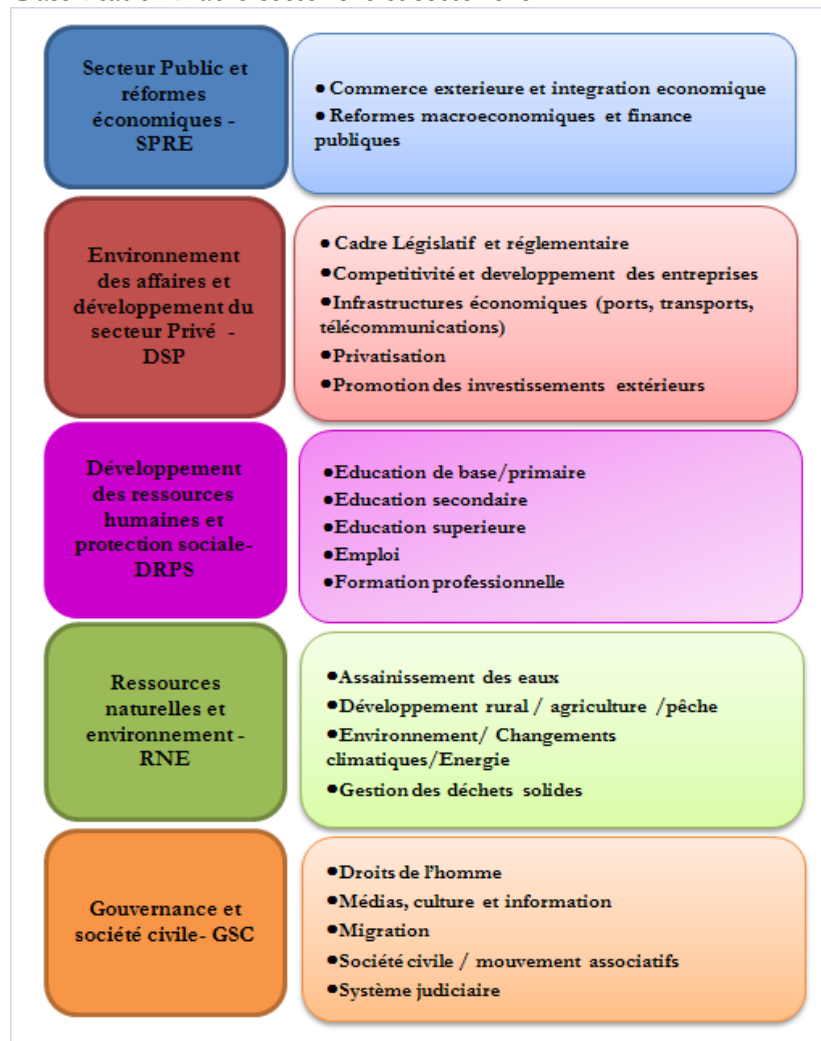 Secteur Public et
réformes
économiques -
SPRE
● Commerce exterieure et integration economique
● Reformes macroeconomiques et finance
publiques
Environnement
des affaires et
développement du
secteur Privé -
DSP
● Cadre Législatif et réglementaire
●Competitivité et developpement des entreprises
●Infrastructures économiques (ports, transports,
télécommunications)
●Privatisation
●Promotion des investissements extérieurs
Développement
des ressources
humaines et
protection sociale-
DRPS
●Education de base/primaire
●Education secondaire
●Education superieure
●Emploi
●Formation professionnelle
Ressources
naturelles et
environnement -
RNE
●Assainissement des eaux
●Développement rural / agriculture /pêche
●Environnement/ Changements
climatiques/Energie
●Gestion des déchets solides
Gouvernance et
société civile- GSC
●Droits de l'homme
●Médias, culture et information
●Migration
●Société civile / mouvement associatifs
●Système judiciaire